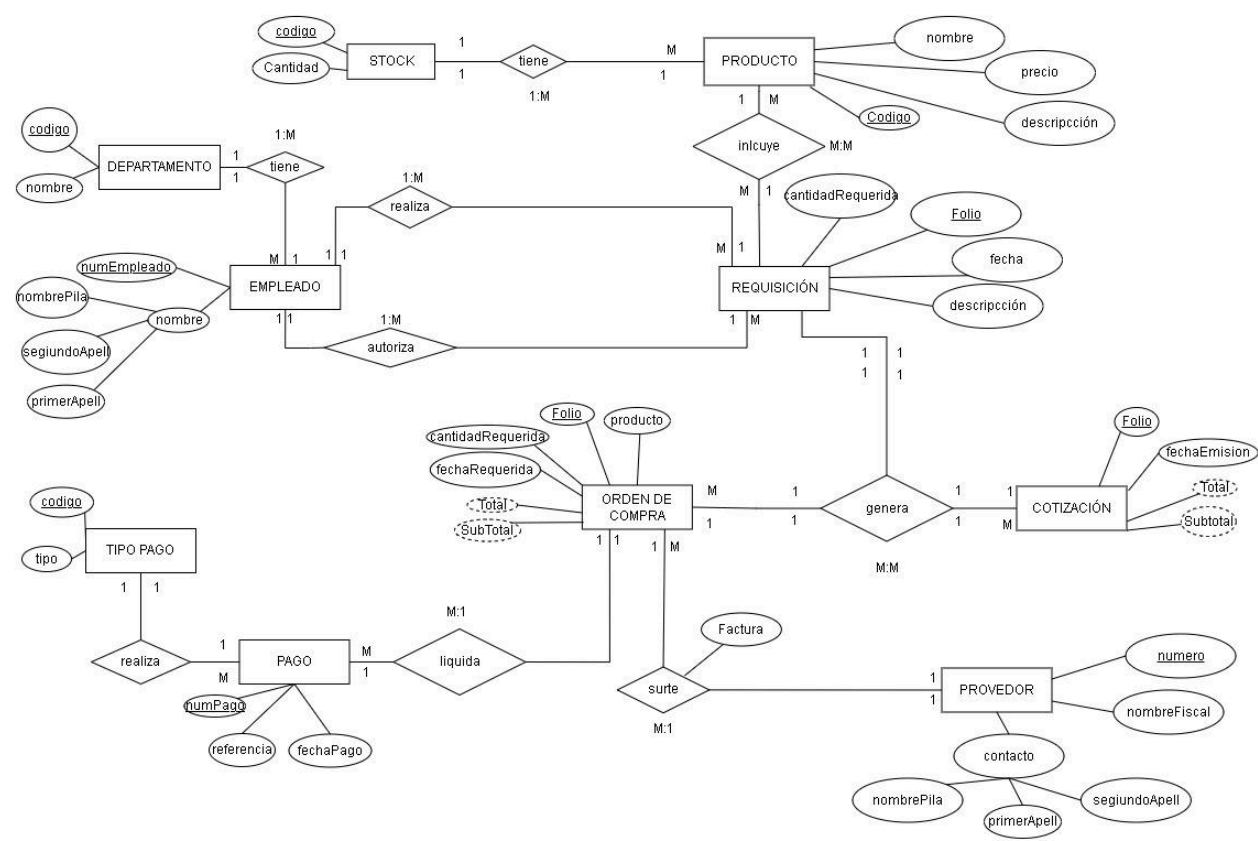 codigo
Cantidad
STOCK
1
1
tiene
1:M
M
1
PRODUCTO
nombre
precio
descripcción
Codigo
1 M
inlcuye
M:M
M 1
codigo
nombre
DEPARTAMENTO
1
1
1:M
tiene
M 1
1:M
realiza
1 1
M 1
numEmpleado
EMPLEADO
nombrePila
nombre
segiundoApell
primerApell
1 1
1:M
autoriza
1 M
cantidadRequerida
Folio
fecha
descripcción
REQUISICIÓN
1 1
1 1
Folio
producto
cantidadRequerida
fechaRequerida
Total
SubTotal
ORDEN DE
COMPRA
M
1
1
1
genera
M:M
1
1
1
M
COTIZACIÓN
Folio
fechaEmision
Total
Subtotal
1 1
1 M
codigo
tipo
TIPO PAGO
1 1
realiza
1
M
PAGO
numPago
referencia
fechaPago
M
1
M:1
liquida
Factura
surte
M:1
1
1
PROVEDOR
numero
nombreFiscal
contacto
nombrePila
primerApell
segiundoApell